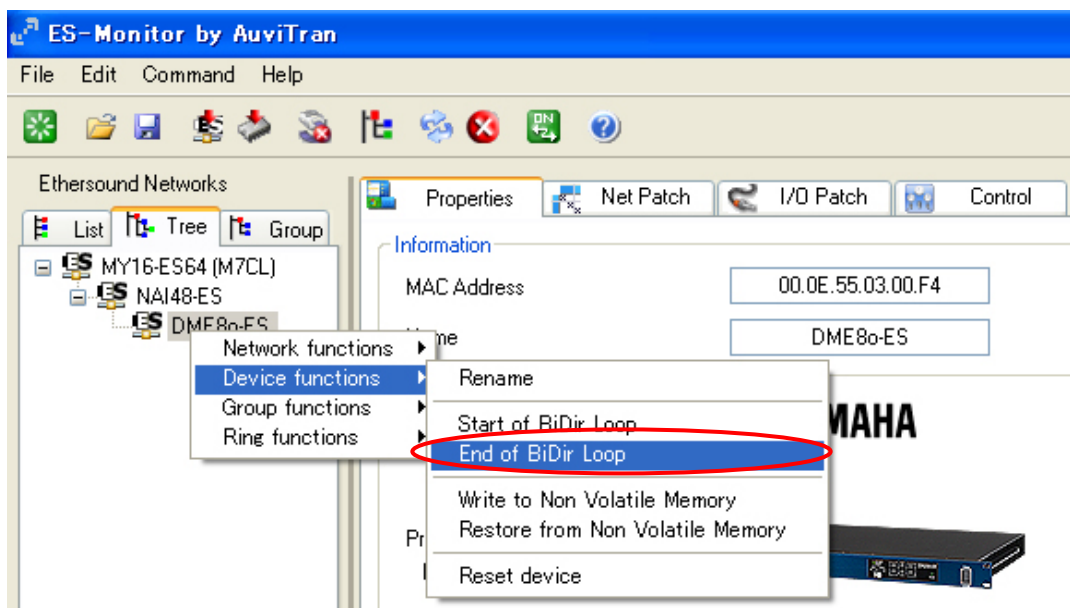 ES-Monitor by AuviTran
File Edit Command Help
Ethersound Networks
List Tree Group
MY16-ES64 (M7CL)
NAI48-ES
DME8o-ES
Network functions
Device functions
Group functions
Ring functions
Rename
Start of BiDir Loop
End of BiDir Loop
Write to Non Volatile Memory
Restore from Non Volatile Memory
Reset device
Properties Net Patch I/O Patch Control
Information
MAC Address 00.0E.55.03.00.F4
me DME8o-ES
MAHA
Pr